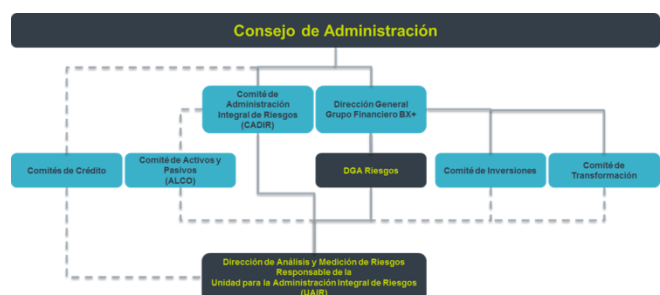 Consejo de Administración
Comité de
Administración
Integral de Riesgos
(CADIR)
Dirección General
Grupo Financiero BX+
Comités de Crédito
Comité de Activos y
Pasivos
(ALCO)
DGA Riesgos
Comité de Inversiones
Comité de
Transformación
Dirección de Análisis y Medición de Riesgos
Responsable de la
Unidad para la Administración Integral de Riesgos
(UAIR)